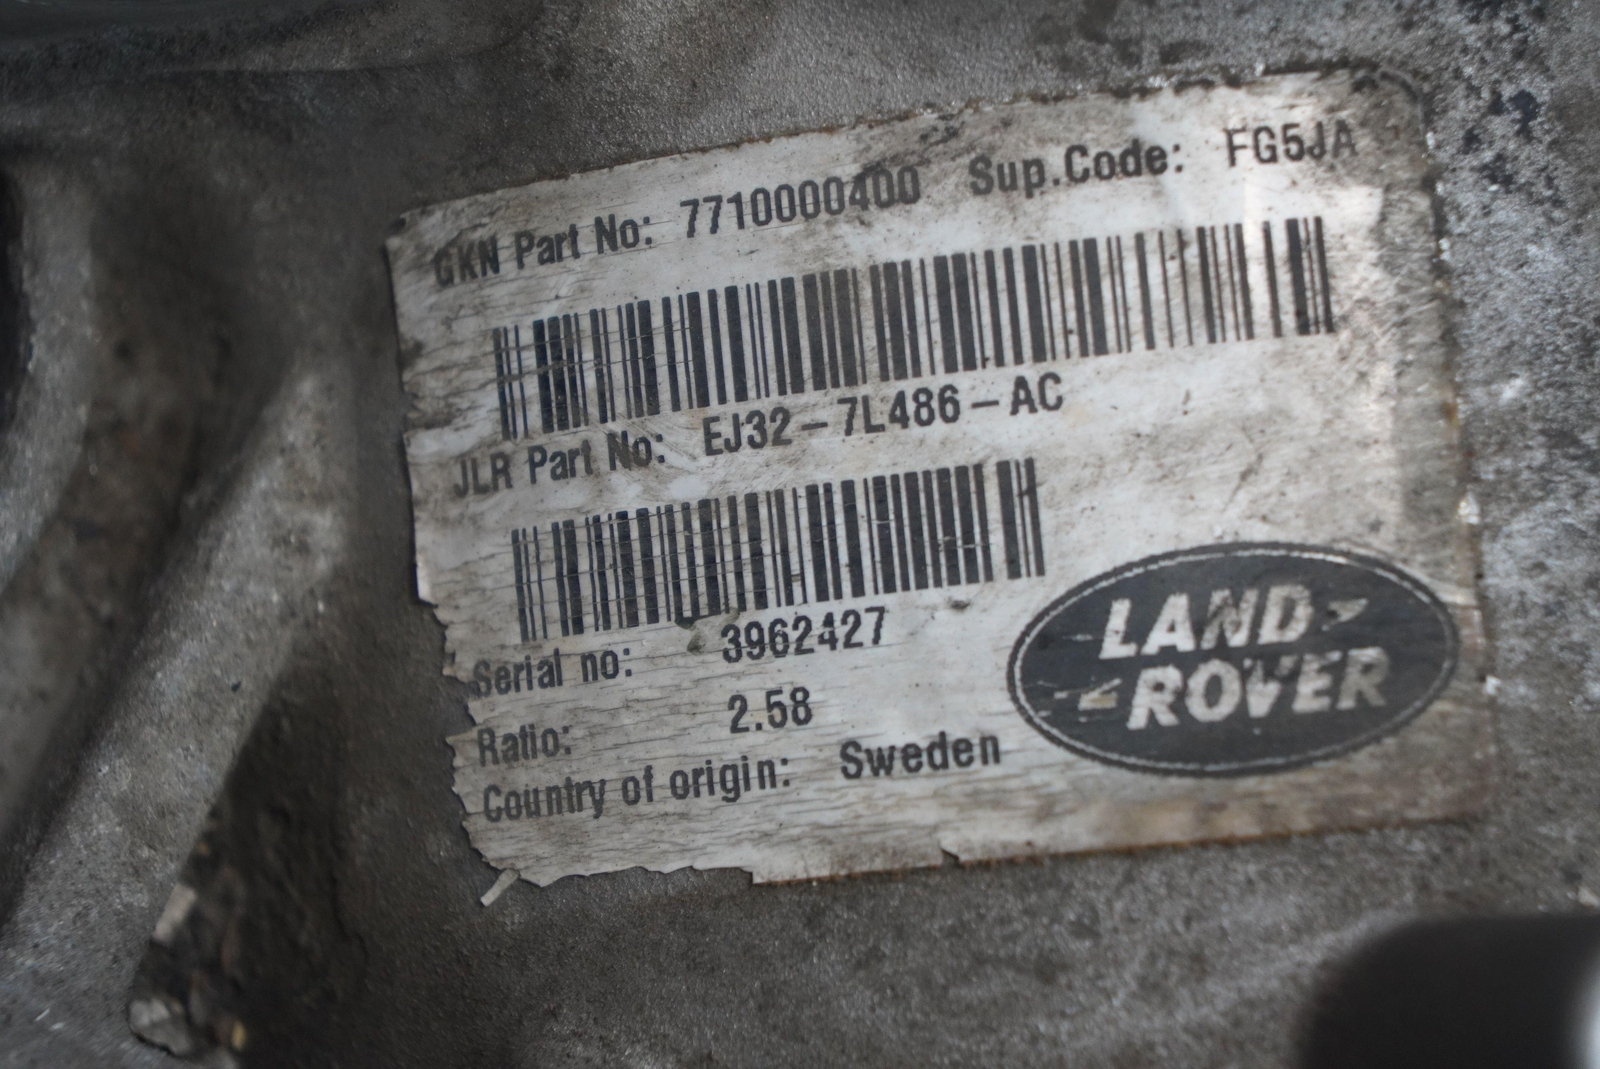 GKN Part No: 7710000400 Sup.Code: FG5JA
JLR Part No: EJ32-7L486-AC
Serial no: 3962427
Ratio: 2.58
Country of origin: Sweden
LAND
ROVER